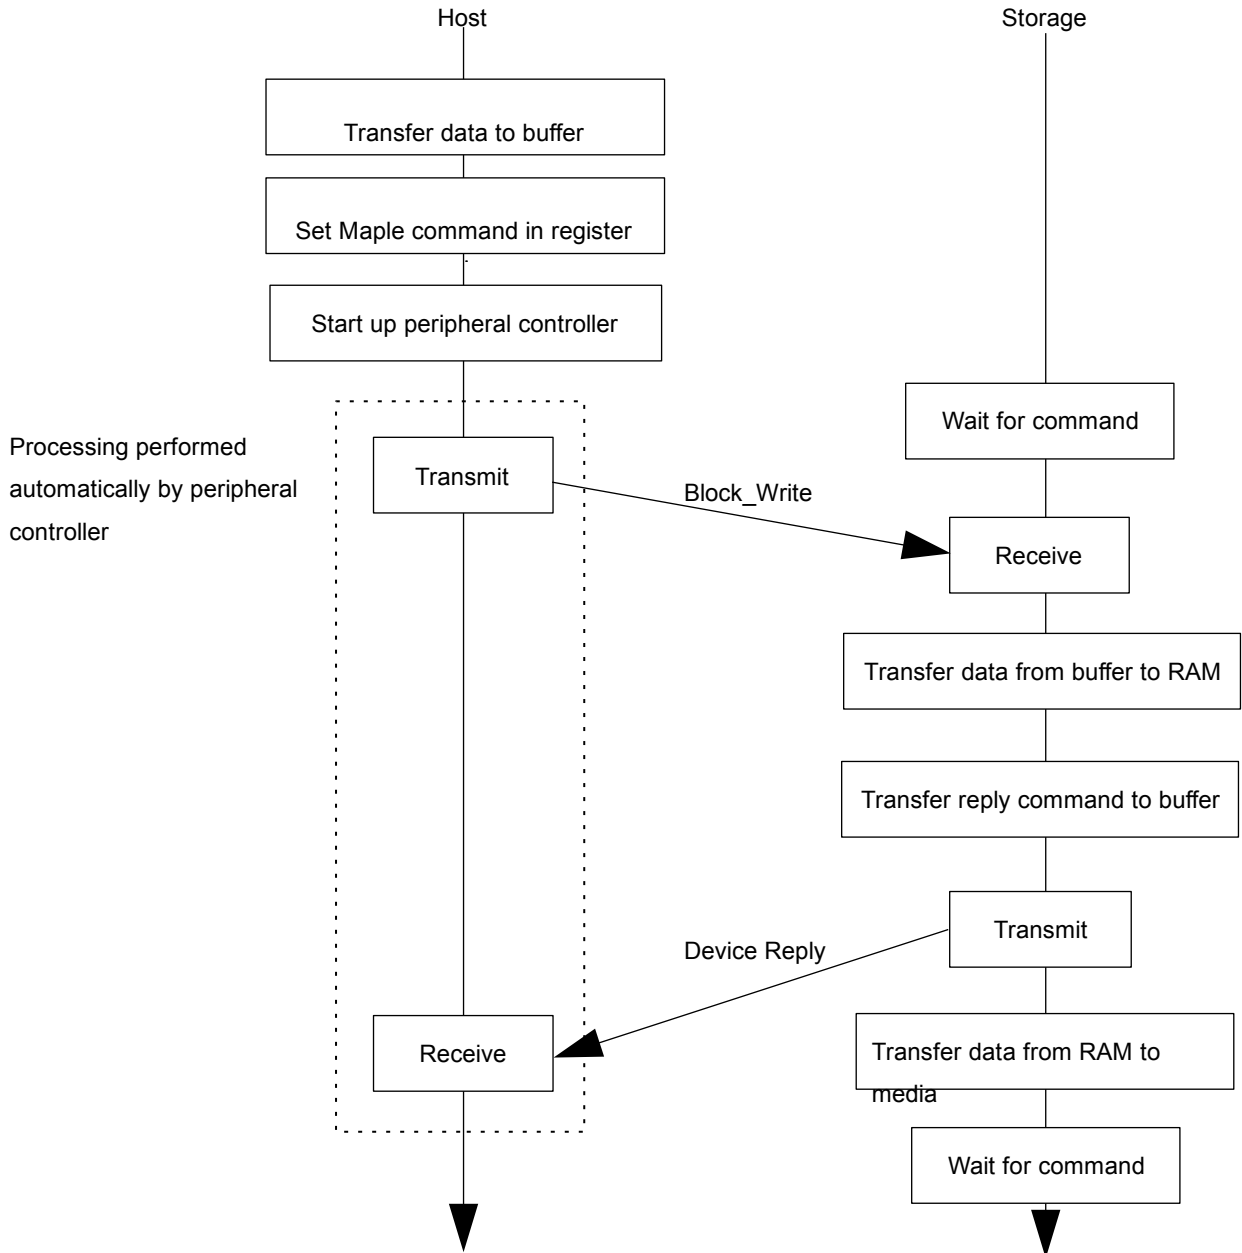 Host
Storage
Transfer data to buffer
Set Maple command in register
Start up peripheral controller
Wait for command
Processing performed
automatically by peripheral
controller
Transmit
Block_Write
Receive
Transfer data from buffer to RAM
Transfer reply command to buffer
Transmit
Device Reply
Receive
Transfer data from RAM to
media
Wait for command